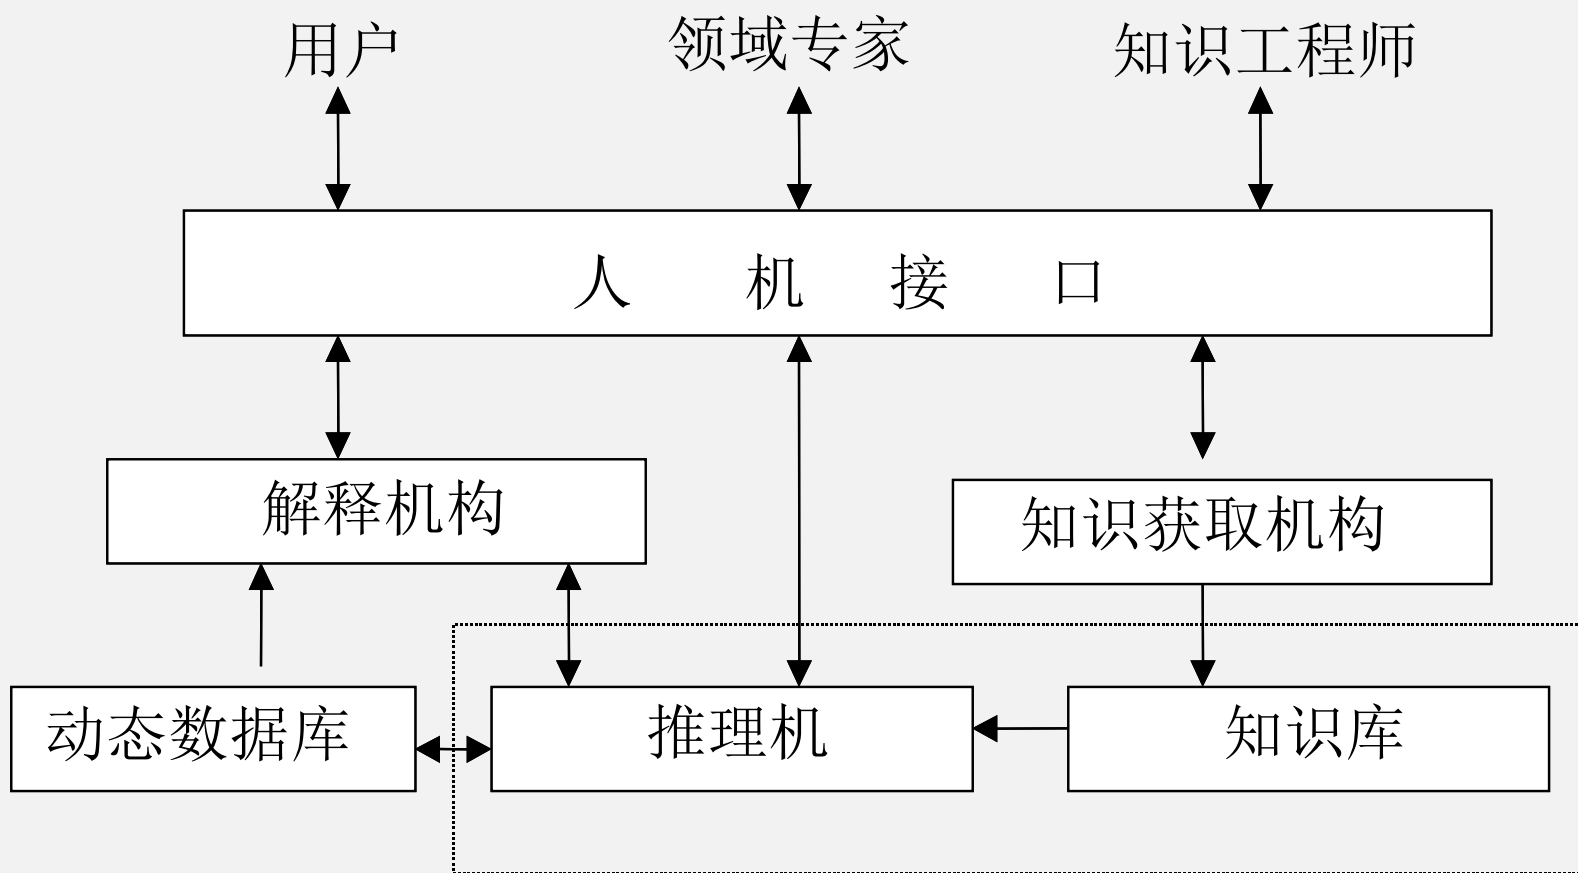 用户 领域专家 知识工程师
人 机 接 口
解释机构
知识获取机构
动态数据库 推理机 知识库